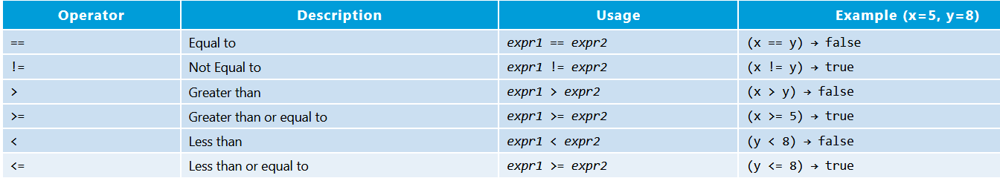 Operator Description Usage Example (x=5, y=8)
== Equal to expr1 == expr2 (x == y) → false
!= Not Equal to expr1 != expr2 (x != y) → true
> Greater than expr1 > expr2 (x > y) → false
>= Greater than or equal to expr1 >= expr2 (x >= 5) → true
< Less than expr1 < expr2 (y < 8) → false
<= Less than or equal to expr1 >= expr2 (y <= 8) → true